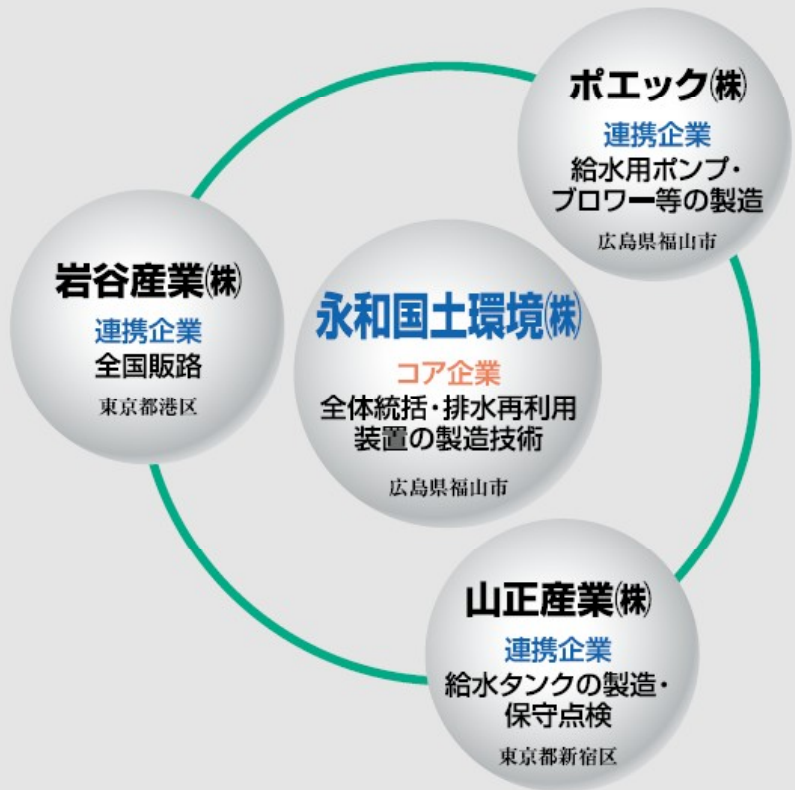 ポエック㈱
連携企業
給水用ポンプ・
ブロワー等の製造
広島県福山市
岩谷産業㈱
連携企業
全国販路
東京都港区
永和国土環境㈱
コア企業
全体統括・排水再利用
装置の製造技術
広島県福山市
山正産業㈱
連携企業
給水タンクの製造・
保守点検
東京都新宿区